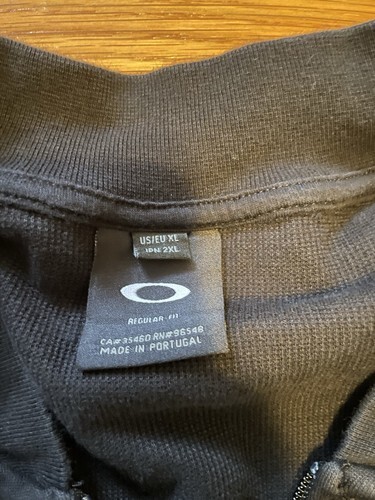 US/EU XL
JPN 2XL
REGULAR-FIT
CA# 35460 RN#96548
MADE IN PORTUGAL